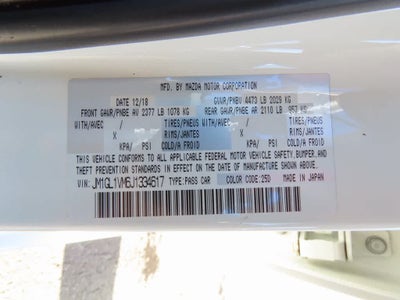 MFD. BY MAZDA MOTOR CORPORATION
12/18 GVWR/PNBV 4473 LB 2029 KG
FRONT GAWR/PNBE AV 2377 LB 1078 KG REAR GAWR/PNBE AR 2110 LB 957 KG
WITH/AVEC TIRES/PNEUS WITH/AVEC TIRES/PNEUS
X RIMS/JANTES X RIMS/JANTES
KPA/ PSI COLD/A FROID KPA/ PSI COLD/A FROID
THIS VEHICLE CONFORMS TO ALL APPLICABLE FEDERAL MOTOR VEHICLE SAFETY,BUMPER,AND
THEFT PREVENTION STANDARDS IN EFFECT ON THE DATE OF MANUFACTURE SHOWN ABOVE.
VIN: JM1GL1VM6J1334617 TYPE:PASS CAR COLOR CODE:25D MADE IN JAPAN